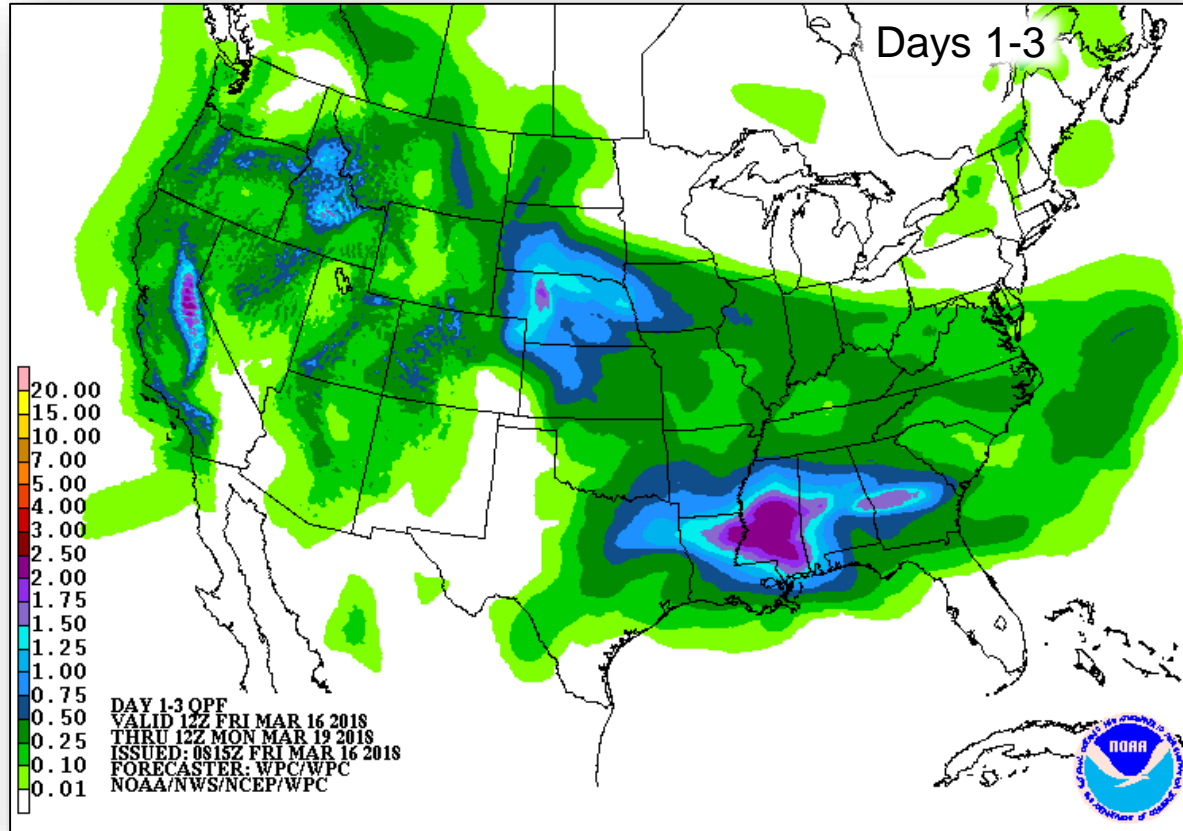 Days 1-3
20.00
15.00
10.00
7.00
5.00
4.00
3.00
2.50
2.00
1.75
1.50
1.25
1.00
0.75
0.50
0.25
0.10
0.01
DAY 1-3 QPF
VALID 12Z FRI MAR 16 2018
THRU 12Z MON MAR 19 2018
ISSUED: 0815Z FRI MAR 16 2018
FORECASTER: WPC/WPC
NOAA/NWS/NCEP/WPC
NOAA